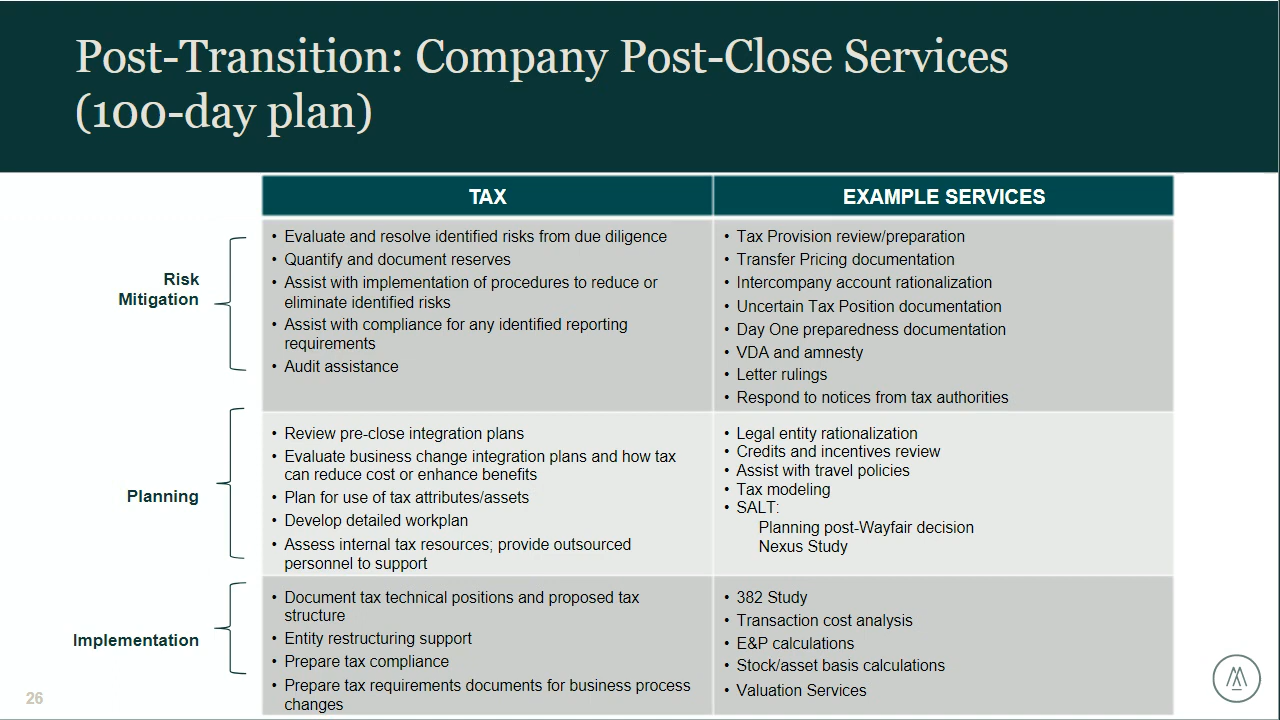 Post-Transition: Company Post-Close Services
(100-day plan)
TAX
EXAMPLE SERVICES
Risk
Mitigation
• Evaluate and resolve identified risks from due diligence
• Quantify and document reserves
• Assist with implementation of procedures to reduce or
eliminate identified risks
• Assist with compliance for any identified reporting
requirements
• Audit assistance
• Tax Provision review/preparation
• Transfer Pricing documentation
• Intercompany account rationalization
• Uncertain Tax Position documentation
• Day One preparedness documentation
• VDA and amnesty
• Letter rulings
• Respond to notices from tax authorities
Planning
• Review pre-close integration plans
• Evaluate business change integration plans and how tax
can reduce cost or enhance benefits
• Plan for use of tax attributes/assets
• Develop detailed workplan
• Assess internal tax resources; provide outsourced
personnel to support
• Legal entity rationalization
• Credits and incentives review
• Assist with travel policies
• Tax modeling
• SALT:
Planning post-Wayfair decision
Nexus Study
Implementation
• Document tax technical positions and proposed tax
structure
• Entity restructuring support
• Prepare tax compliance
• Prepare tax requirements documents for business process
changes
• 382 Study
• Transaction cost analysis
• E&P calculations
• Stock/asset basis calculations
• Valuation Services
26